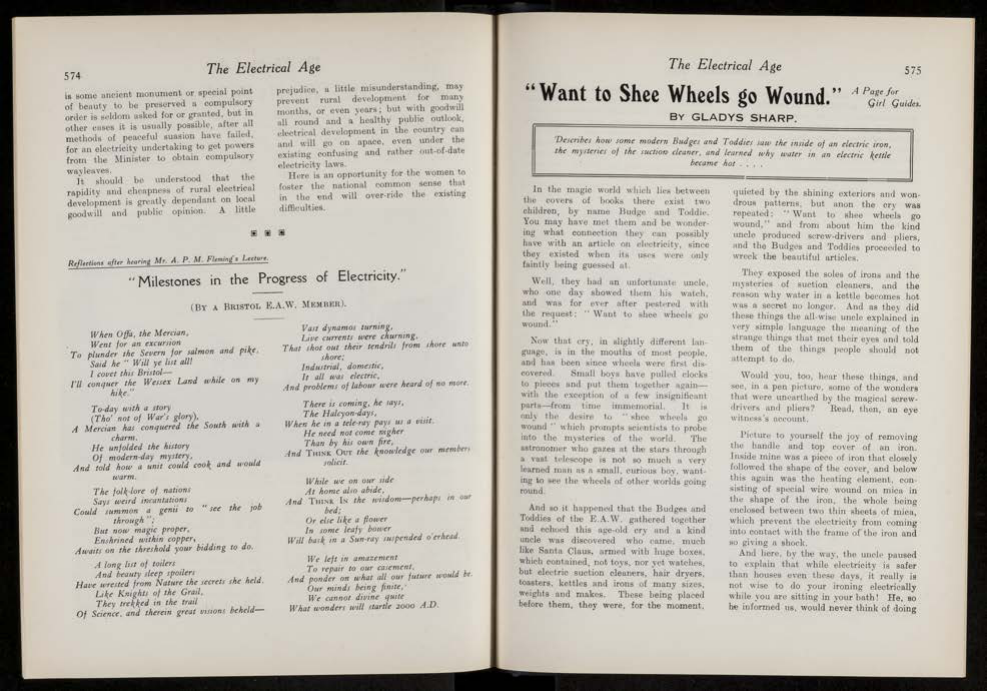 574
The Electrical Age
is some ancient monument or special point
of beauty to be preserved a compulsory
order is seldom asked for or granted, but in
other cases it is usually possible, after all
methods of peaceful suasion have failed,
for an electricity undertaking to get powers
from the Minister to obtain compulsory
wayleaves.
It should be understood that the
rapidity and cheapness of rural electrical
development is greatly dependant on local
goodwill and public opinion. A little
prejudice, a little misunderstanding, may
prevent rural development for many
months, or even years; but with goodwill
all round and a healthy public outlook,
electrical development in the country can
and will go on apace, even under the
existing confusing and rather out-of-date
electricity laws.
Here is an opportunity for the women to
foster the national common sense that
in the end will over-ride the existing
difficulties.
Reflections after hearing Mr. A. P. M. Fleming's Lecture.
"Milestones in the Progress of Electricity."
(BY A BRISTOL E.A.W. MEMBER).
When Offa, the Mercian,
Went for an excursion
To plunder the Severn for salmon and pike.
Said he "Will ye list all!
I covet this Bristol—
I'll conquer the Wessex Land while on my
hike."
To-day with a story
(Tho' not of War's glory),
A Mercian has conquered the South with a
charm,
He unfolded the history
Of modern-day mystery,
And told how a unit could cook and would
warm.
The folk-lore of nations
Says weird incantations
Could summon a genii to "see the job
through";
But now magic proper,
Enshrined within copper,
Awaits on the threshold your bidding to do.
A long list of toilers
And beauty sleep spoilers
Have wrested from Nature the secrets she held.
Like Knights of the Grail,
They trekked in the trail
Of Science, and therein great visions beheld—
Vast dynamos turning,
Live currents were churning,
That shot out their tendrils from shore unto
shore;
Industrial, domestic,
It all was electric,
And problems of labour were heard of no more.
There is coming, he says,
The Halcyon-days,
When he in a tele-ray pays us a visit.
He need not come nigher
Than by his own fire,
And THINK OUT the knowledge our members
solicit.
While we on our side
At home also abide,
And THINK IN the wisdom—perhaps in our
bed;
Or else like a flower
In some leafy bower
Will bask in a Sun-ray suspended o'erhead.
We left in amazement
To repair to our casement,
And ponder on what all our future would be.
Our minds being finite,
We cannot divine quite
What wonders will startle 2000 A.D.
The Electrical Age
575
"Want to Shee Wheels go Wound."
A Page for
Girl Guides.
BY GLADYS SHARP.
Describes how some modern Budges and Toddies saw the inside of an electric iron,
the mysteries of the suction cleaner, and learned why water in an electric kettle
became hot . . . .
In the magic world which lies between
the covers of books there exist two
children, by name Budge and Toddie.
You may have met them and be wonder-
ing what connection they can possibly
have with an article on electricity, since
they existed when its uses were only
faintly being guessed at.
Well, they had an unfortunate uncle,
who one day showed them his watch,
and was for ever after pestered with
the request: "Want to shee wheels go
wound."
Now that cry, in slightly different lan-
guage, is in the mouths of most people,
and has been since wheels were first dis-
covered. Small boys have pulled clocks
to pieces and put them together again—
with the exception of a few insignificant
parts—from time immemorial. It is
only the desire to "shee wheels go
wound" which prompts scientists to probe
into the mysteries of the world. The
astronomer who gazes at the stars through
a vast telescope is not so much a very
learned man as a small, curious boy, want-
ing to see the wheels of other worlds going
round.
And so it happened that the Budges and
Toddies of the E.A.W. gathered together
and echoed this age-old cry and a kind
uncle was discovered who came, much
like Santa Claus, armed with huge boxes,
which contained, not toys, nor yet watches,
but electric suction cleaners, hair dryers,
toasters, kettles and irons of many sizes,
weights and makes. These being placed
before them, they were, for the moment,
quieted by the shining exteriors and won-
drous patterns, but anon the cry was
repeated: "Want to shee wheels go
wound," and from about him the kind
uncle produced screw-drivers and pliers,
and the Budges and Toddies proceeded to
wreck the beautiful articles.
They exposed the soles of irons and the
mysteries of suction cleaners, and the
reason why water in a kettle becomes hot
was a secret no longer. And as they did
these things the all-wise uncle explained in
very simple language the meaning of the
strange things that met their eyes and told
them of the things people should not
attempt to do.
Would you, too, hear these things, and
see, in a pen picture, some of the wonders
that were unearthed by the magical screw-
drivers and pliers? Read, then, an eye
witness's account.
Picture to yourself the joy of removing
the handle and top cover of an iron.
Inside mine was a piece of iron that closely
followed the shape of the cover, and below
this again was the heating element, con-
sisting of special wire wound on mica in
the shape of the iron, the whole being
enclosed between two thin sheets of mica,
which prevent the electricity from coming
into contact with the frame of the iron and
so giving a shock.
And here, by the way, the uncle paused
to explain that while electricity is safer
than houses even these days, it really is
not wise to do your ironing electrically
while you are sitting in your bath! He, so
he informed us, would never think of doing